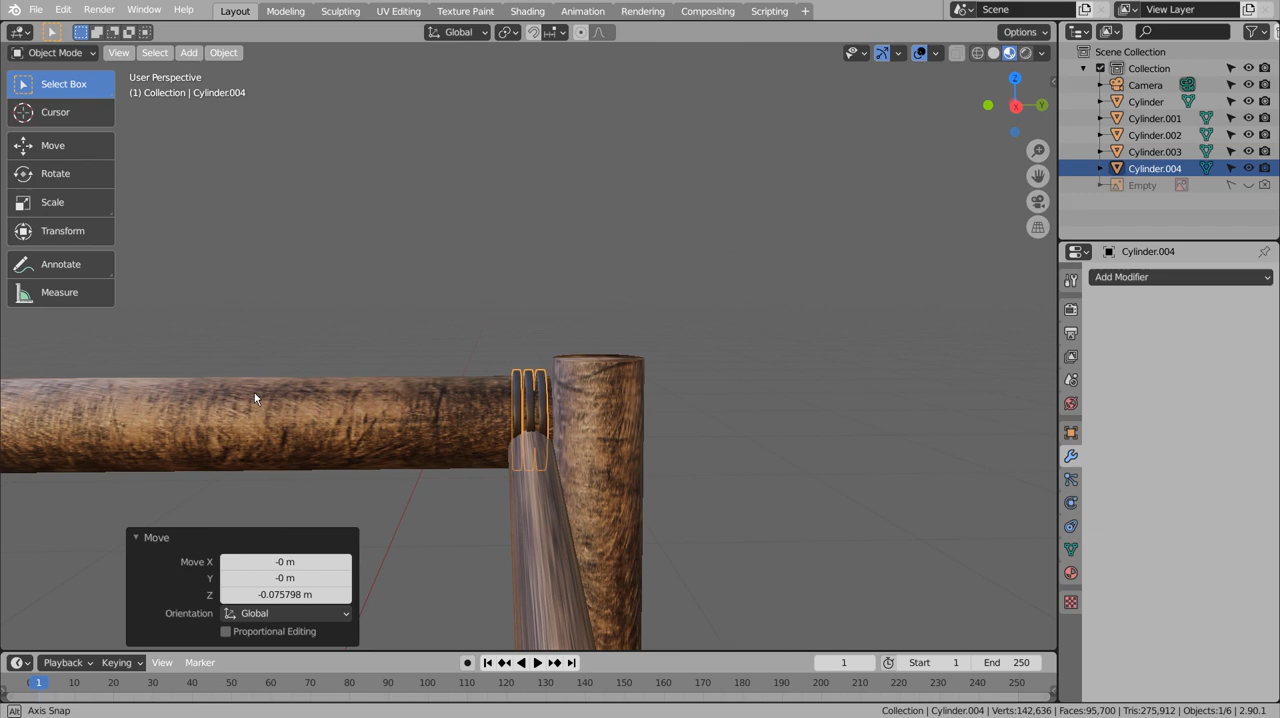 File Edit Render Window Help Layout Modeling Sculpting UV Editing Texture Paint Shading Animation Rendering Compositing Scripting + Scene View Layer
Global Options
Object Mode View Select Add Object
User Perspective
(1) Collection | Cylinder.004
Select Box
Cursor
Move
Rotate
Scale
Transform
Annotate
Measure
Z
Y
X
Scene Collection
Collection
Camera
Cylinder
Cylinder.001
Cylinder.002
Cylinder.003
Cylinder.004
Empty
Cylinder.004
Add Modifier
Move
Move X -0 m
Y -0 m
Z -0.075798 m
Orientation Global
Proportional Editing
Playback Keying View Marker 1 Start 1 End 250
1 10 20 30 40 50 60 70 80 90 100 110 120 130 140 150 160 170 180 190 200 210 220 230 240 250
Alt Axis Snap Collection | Cylinder.004 | Verts:142,636 | Faces:95,700 | Tris:275,912 | Objects:1/6 | 2.90.1